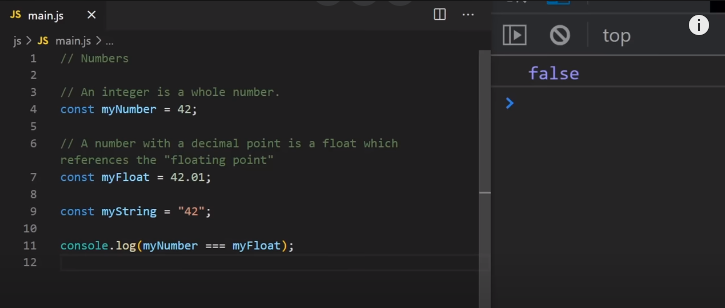 JS main.js ×
js > JS main.js > ...
1 // Numbers
2
3 // An integer is a whole number.
4 const myNumber = 42;
5
6 // A number with a decimal point is a float which
references the "floating point"
7 const myFloat = 42.01;
8
9 const myString = "42";
10
11 console.log(myNumber === myFloat);
12
top
false
>